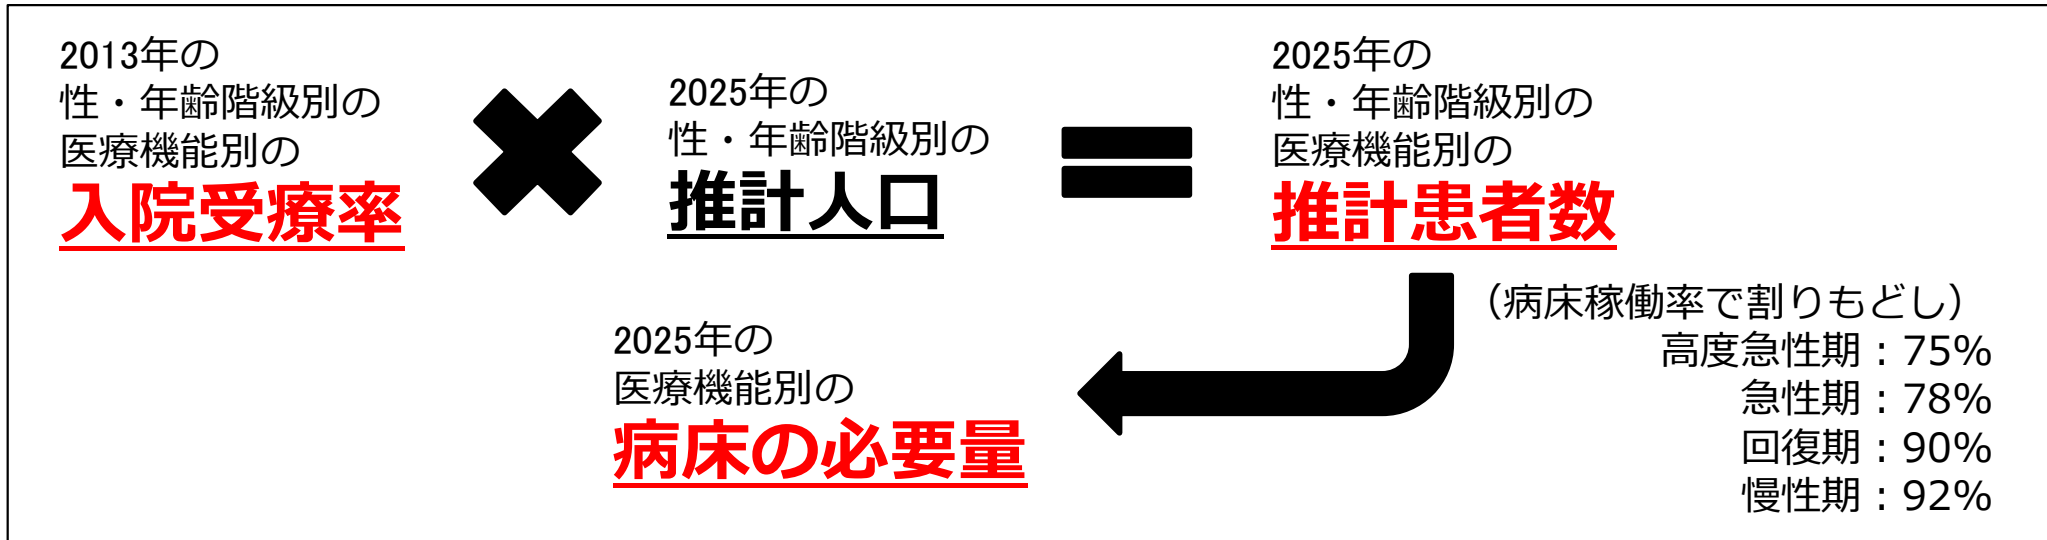 2013年の
性・年齢階級別の
医療機能別の
入院受療率
2025年の
性・年齢階級別の
推計人口
2025年の
性・年齢階級別の
医療機能別の
推計患者数
（病床稼働率で割りもどし）
高度急性期：75%
急性期：78%
回復期：90%
慢性期：92%
2025年の
医療機能別の
病床の必要量